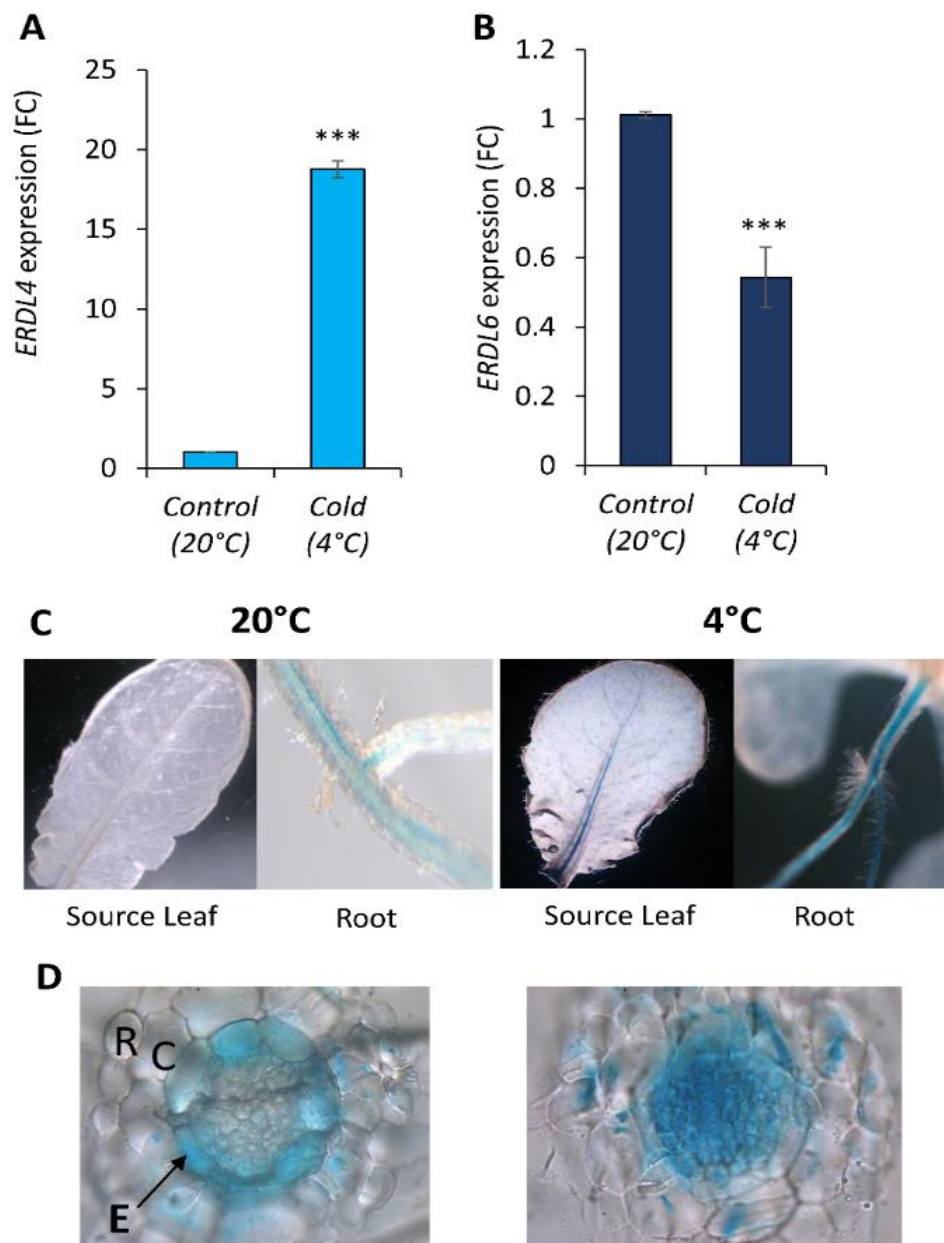 A
ERDL4 expression (FC)
25
20
15
10
5
0
***
Control
(20°C)
Cold
(4°C)
B
ERDL6 expression (FC)
1.2
1
0.8
0.6
0.4
0.2
0
***
Control
(20°C)
Cold
(4°C)
C
20°C
4°C
Source Leaf
Root
Source Leaf
Root
D
R
C
E